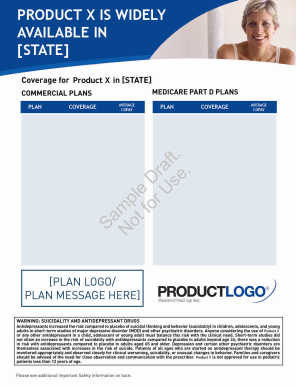 PRODUCT X IS WIDELY
AVAILABLE IN
[STATE]
Coverage for Product X in [STATE]
COMMERCIAL PLANS
PLAN COVERAGE AVERAGE COPAY
MEDICARE PART D PLANS
PLAN COVERAGE AVERAGE COPAY
Sample Draft.
Not for Use.
[PLAN LOGO/
PLAN MESSAGE HERE]
PRODUCTLOGO®
WARNING: SUICIDALITY AND ANTIDEPRESSANT DRUGS
Antidepressants increased the risk compared to placebo of suicidal thinking and behavior (suicidality) in children, adolescents, and young
adults in short-term studies of major depressive disorder (MDD) and other psychiatric disorders. Anyone considering the use of Product X
or any other antidepressant in a child, adolescent or young adult must balance this risk with the clinical need. Short-term studies did
not show an increase in the risk of suicidality with antidepressants compared to placebo in adults beyond age 24; there was a reduction
in risk with antidepressants compared to placebo in adults aged 65 and older. Depression and certain other psychiatric disorders are
themselves associated with increases in the risk of suicide. Patients of all ages who are started on antidepressant therapy should be
monitored appropriately and observed closely for clinical worsening, suicidality, or unusual changes in behavior. Families and caregivers
should be advised of the need for close observation and communication with the prescriber. Product X is not approved for use in pediatric
patients less than 12 years of age.
Please see additional Important Safety Information on back.